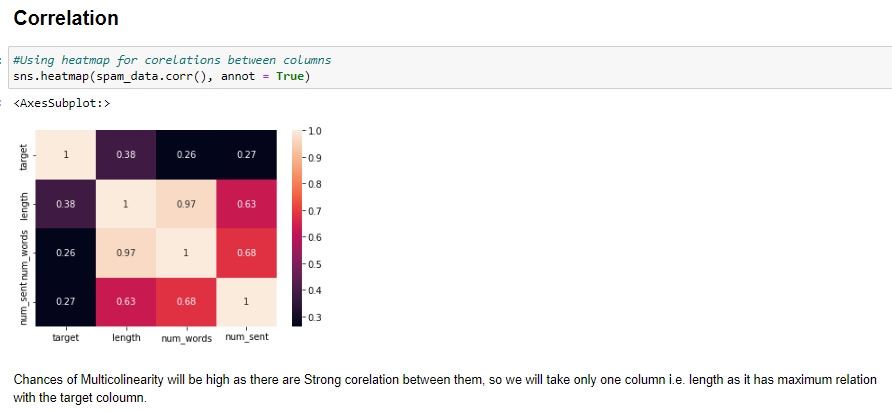 Correlation
#Using heatmap for corelations between columns
sns.heatmap(spam_data.corr(), annot = True)
<AxesSubplot:>
target 1 0.38 0.26 0.27
length 0.38 1 0.97 0.63
num_words 0.26 0.97 1 0.68
num_sent 0.27 0.63 0.68 1
target length num_words num_sent
1.0
0.9
0.8
0.7
0.6
0.5
0.4
0.3
Chances of Multicolinearity will be high as there are Strong corelation between them, so we will take only one column i.e. length as it has maximum relation
with the target coloumn.